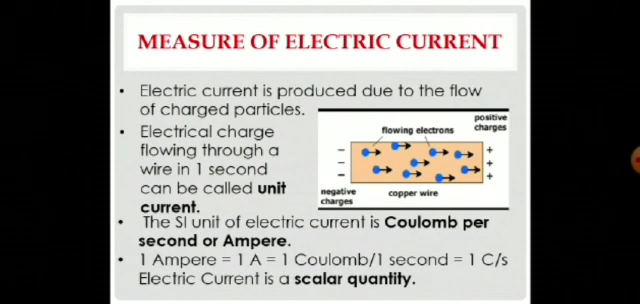 MEASURE OF ELECTRIC CURRENT
• Electric current is produced due to the flow
of charged particles.
• Electrical charge
flowing through a
wire in 1 second
can be called unit
current.
positive
charges
flowing electrons
− +
− +
− +
negative
charges
copper wire
• The SI unit of electric current is Coulomb per
second or Ampere.
• 1 Ampere = 1 A = 1 Coulomb/1 second = 1 C/s
Electric Current is a scalar quantity.